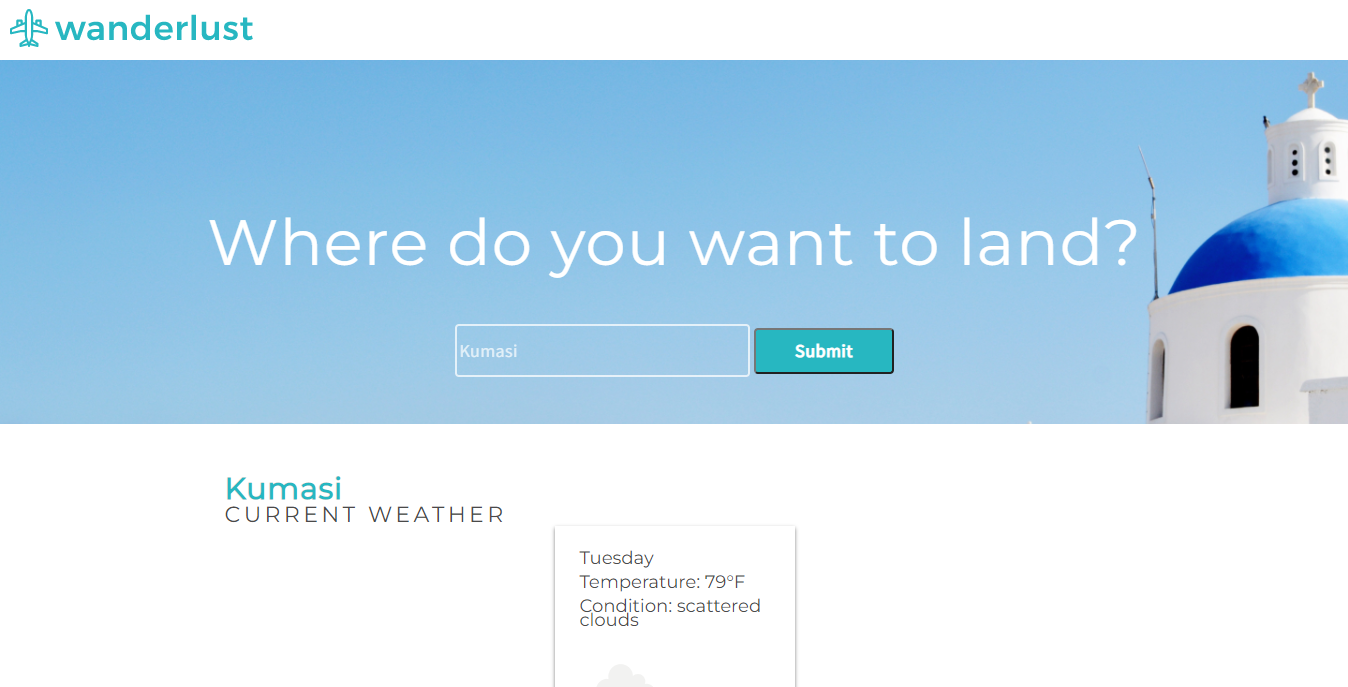 wanderlust
Where do you want to land?
Kumasi
Submit
Kumasi
CURRENT WEATHER
Tuesday
Temperature: 79°F
Condition: scattered
clouds